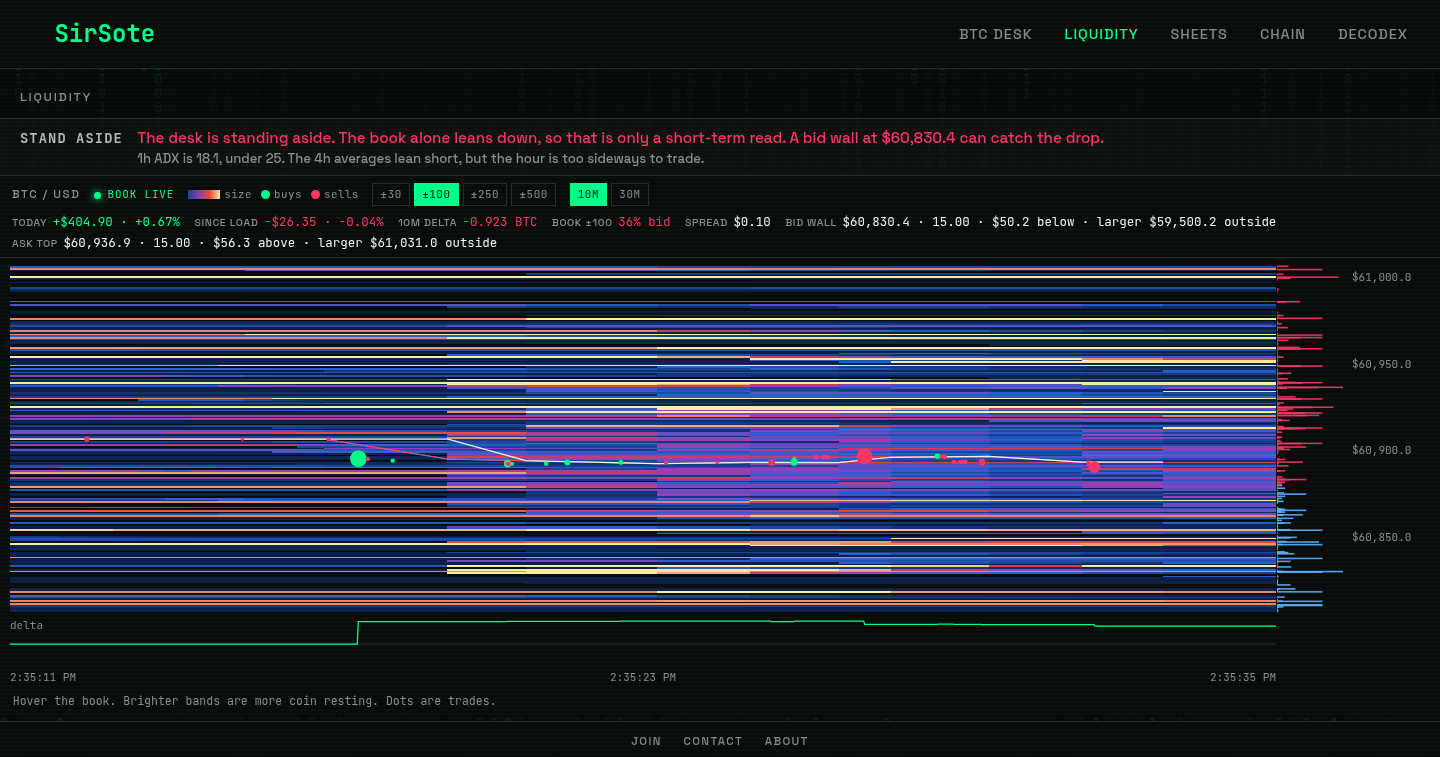 SirSote
BTC DESK LIQUIDITY SHEETS CHAIN DECODEX
LIQUIDITY
STAND ASIDE The desk is standing aside. The book alone leans down, so that is only a short-term read. A bid wall at $60,830.4 can catch the drop.
1h ADX is 18.1, under 25. The 4h averages lean short, but the hour is too sideways to trade.
BTC / USD BOOK LIVE size buys sells ±30 ±100 ±250 ±500 10M 30M
TODAY +$404.90 · +0.67% SINCE LOAD -$26.35 · -0.04% 10M DELTA -0.923 BTC BOOK ±100 36% bid SPREAD $0.10 BID WALL $60,830.4 · 15.00 · $50.2 below · larger $59,500.2 outside
ASK TOP $60,936.9 · 15.00 · $56.3 above · larger $61,031.0 outside
$61,000.0
$60,950.0
$60,900.0
$60,850.0
delta
2:35:11 PM 2:35:23 PM 2:35:35 PM
Hover the book. Brighter bands are more coin resting. Dots are trades.
JOIN CONTACT ABOUT